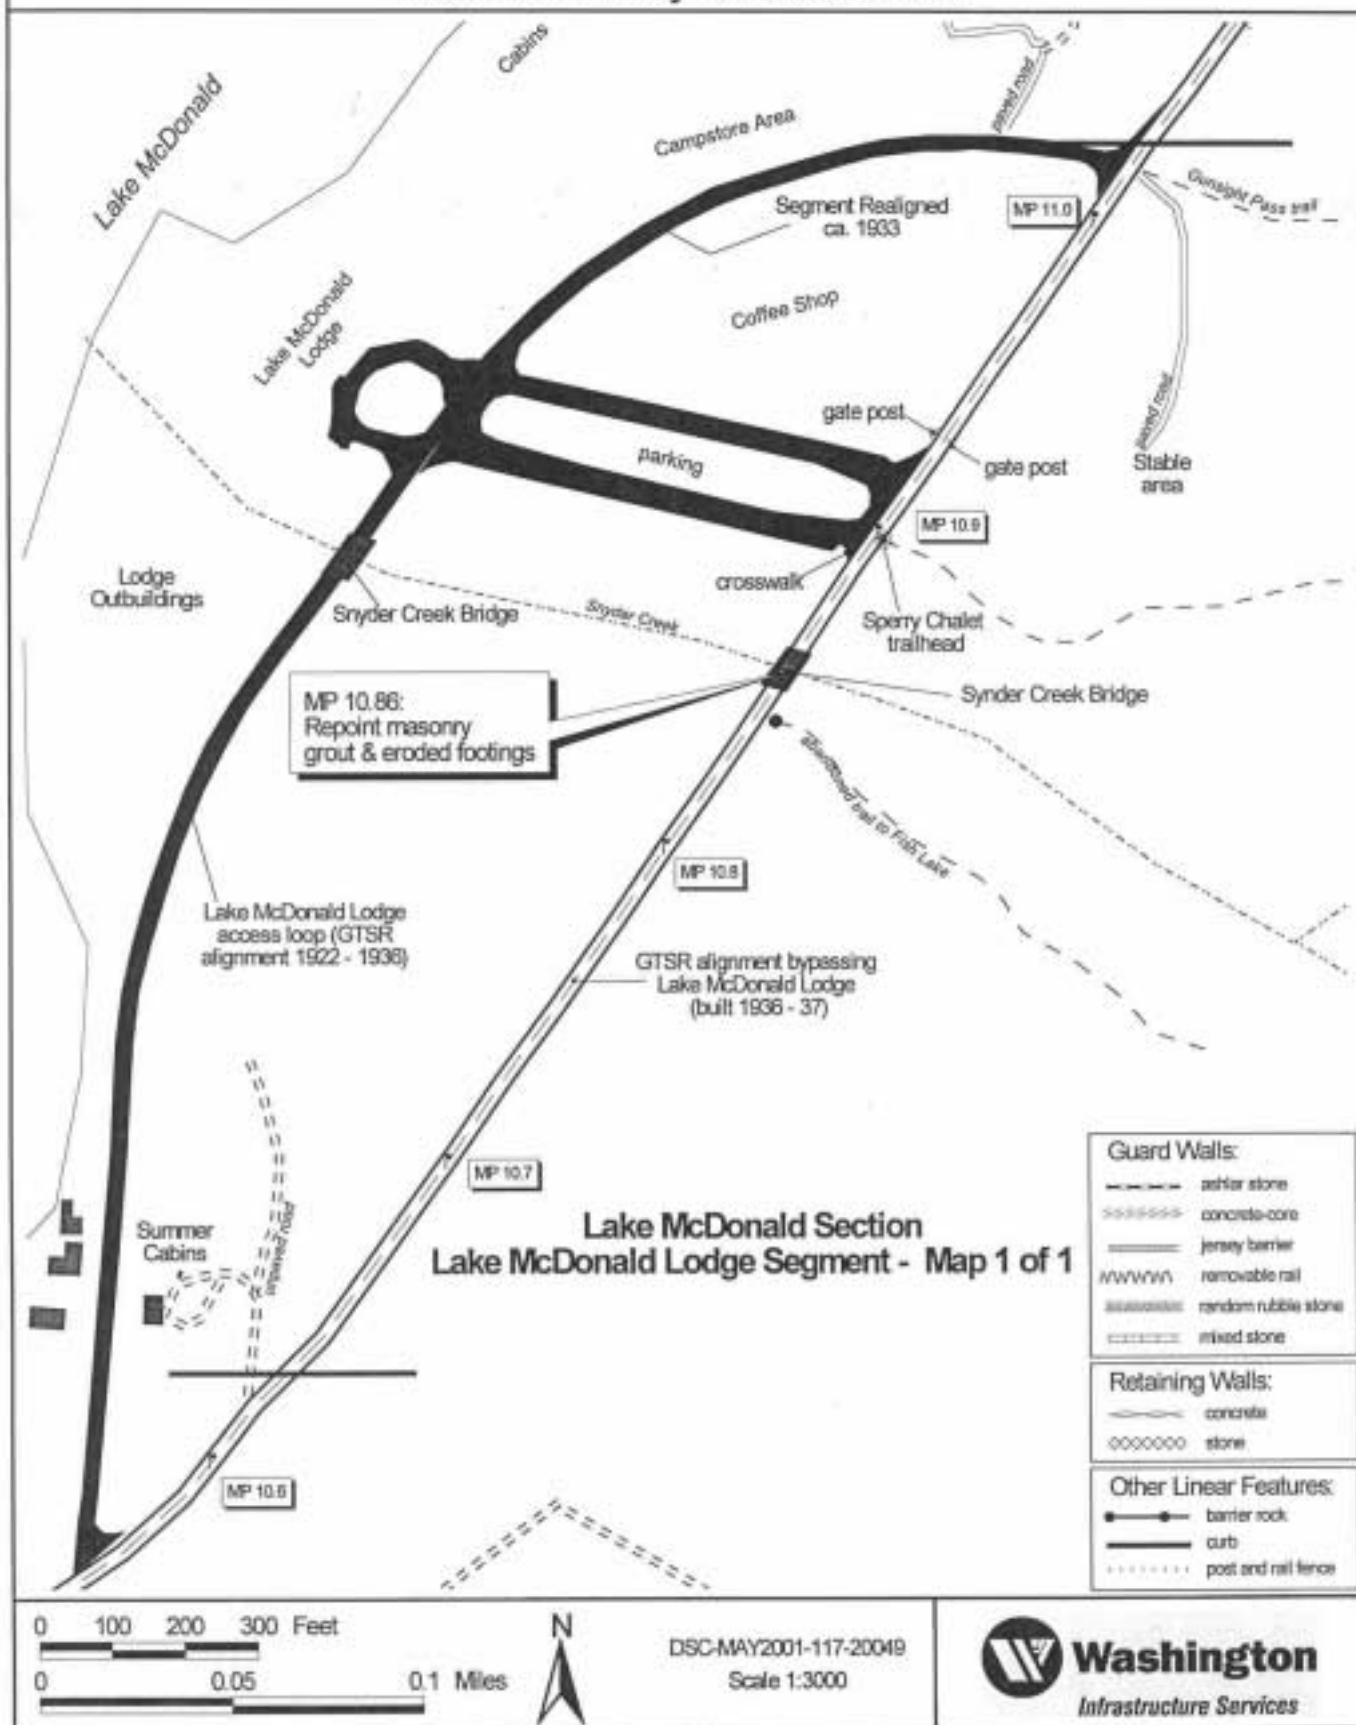 Cabins
Lake McDonald
paved road
Campstore Area
Gunsight Pass trail
Segment Realigned
ca. 1933
MP 11.0
Lake McDonald
Lodge
Coffee Shop
gate post
paved road
parking
gate post
Stable
area
MP 10.9
Lodge
Outbuildings
crosswalk
Snyder Creek Bridge
Snyder Creek
Sperry Chalet
trailhead
MP 10.86:
Repoint masonry
grout & eroded footings
Synder Creek Bridge
abandoned trail to Fish Lake
MP 10.8
Lake McDonald Lodge
access loop (GTSR
alignment 1922 - 1936)
GTSR alignment bypassing
Lake McDonald Lodge
(built 1936 - 37)
MP 10.7
Summer
Cabins
unpaved road
Lake McDonald Section
Lake McDonald Lodge Segment - Map 1 of 1
MP 10.6
Guard Walls:
ashlar stone
concrete-core
jersey barrier
removable rail
random rubble stone
mixed stone
Retaining Walls:
concrete
stone
Other Linear Features:
barrier rock
curb
post and rail fence
0 100 200 300 Feet
0 0.05 0.1 Miles
N
DSC-MAY2001-117-20049
Scale 1:3000
Washington
Infrastructure Services